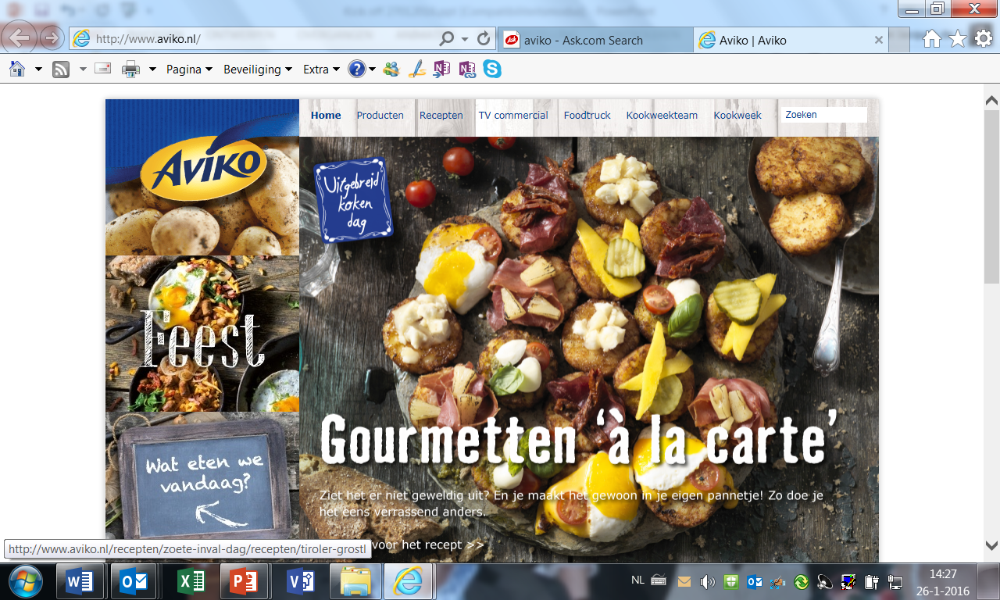 http://www.aviko.nl/
aviko - Ask.com Search
Aviko | Aviko
Pagina
Beveiliging
Extra
Home
Producten
Recepten
TV commercial
Foodtruck
Kookweekteam
Kookweek
Zoeken
AVIKO
Uitgebreid
koken
dag
Feest
Gourmetten ‘à la carte’
Wat eten we
vandaag?
Ziet het er niet geweldig uit? En je maakt het gewoon in je eigen pannetje! Zo doe je
het eens verrassend anders.
voor het recept >>
http://www.aviko.nl/recepten/zoete-inval-dag/recepten/tiroler-grostl
NL
14:27
26-1-2016